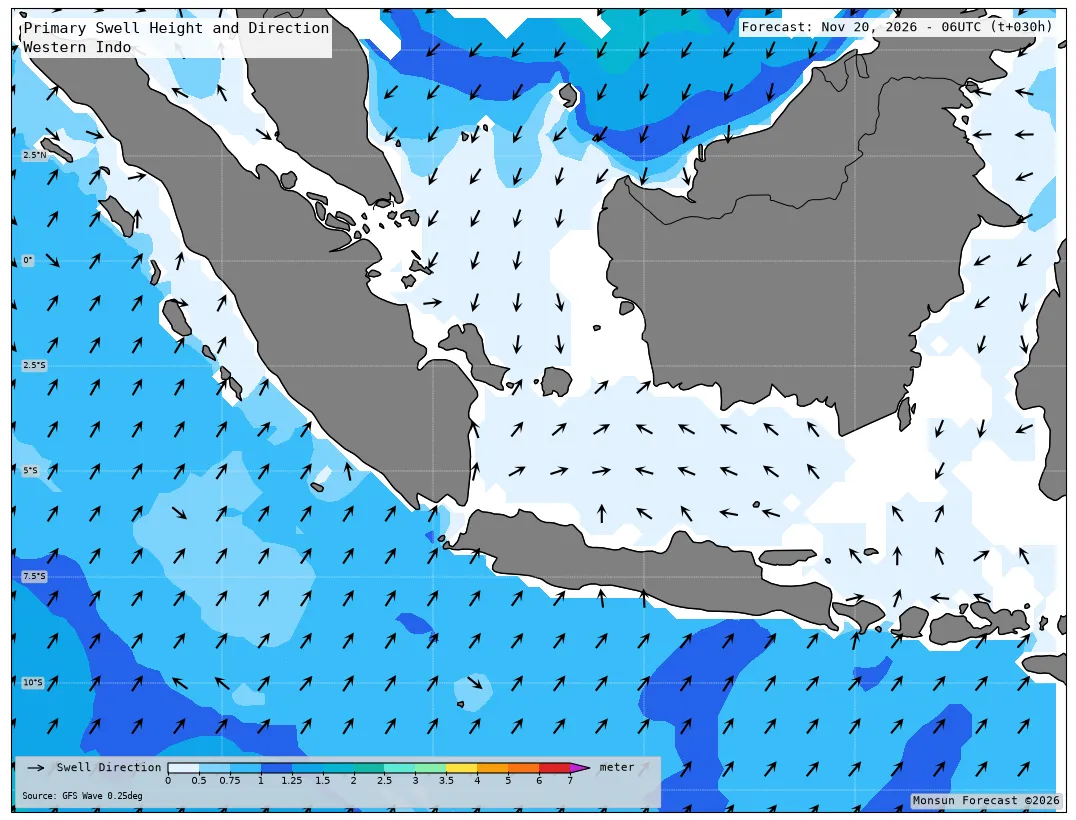 Primary Swell Height and Direction
Western Indo
Forecast: Nov 20, 2026 - 06UTC (t+030h)
2.5°N
0°
2.5°S
5°S
7.5°S
10°S
Swell Direction
meter
0 0.5 0.75 1 1.25 1.5 2 2.5 3 3.5 4 5 6 7
Source: GFS Wave 0.25deg
Monsun Forecast ©2026